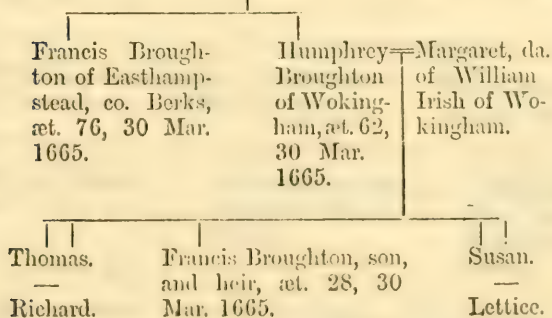 Francis Brough-
ton of Easthamp-
stead, co. Berks,
æt. 76, 30 Mar.
1665.
Humphrey=Margaret, da.
Broughton of William
of Woking- Irish of Wo-
ham, æt. 62, kingham.
30 Mar.
1665.
Thomas.
—
Richard.
Francis Broughton, son,
and heir, æt. 28, 30
Mar. 1665.
Susan.
—
Lettice.